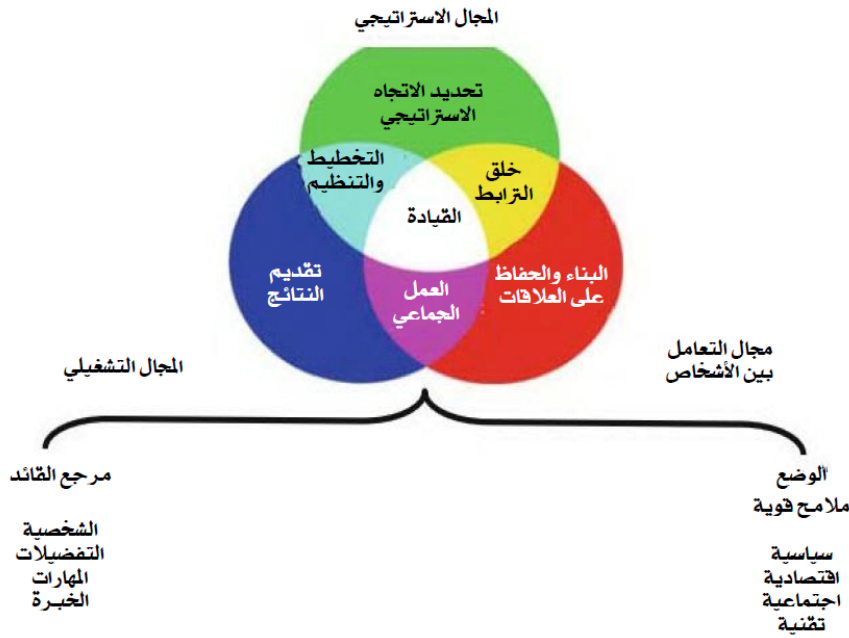 المجال الاستراتيجي
تحديد الاتجاه
الاستراتيجي
خلق
الترابط
التخطيط
والتنظيم
القيادة
البناء والحفاظ
على العلاقات
العمل
الجماعي
تقديم
النتائج
مجال التعامل
بين الأشخاص
المجال التشغيلي
الوضع
ملامح قوية
سياسية
اقتصادية
اجتماعية
تقنية
مرجع القائد
الشخصية
التفضيلات
المهارات
الخبرة